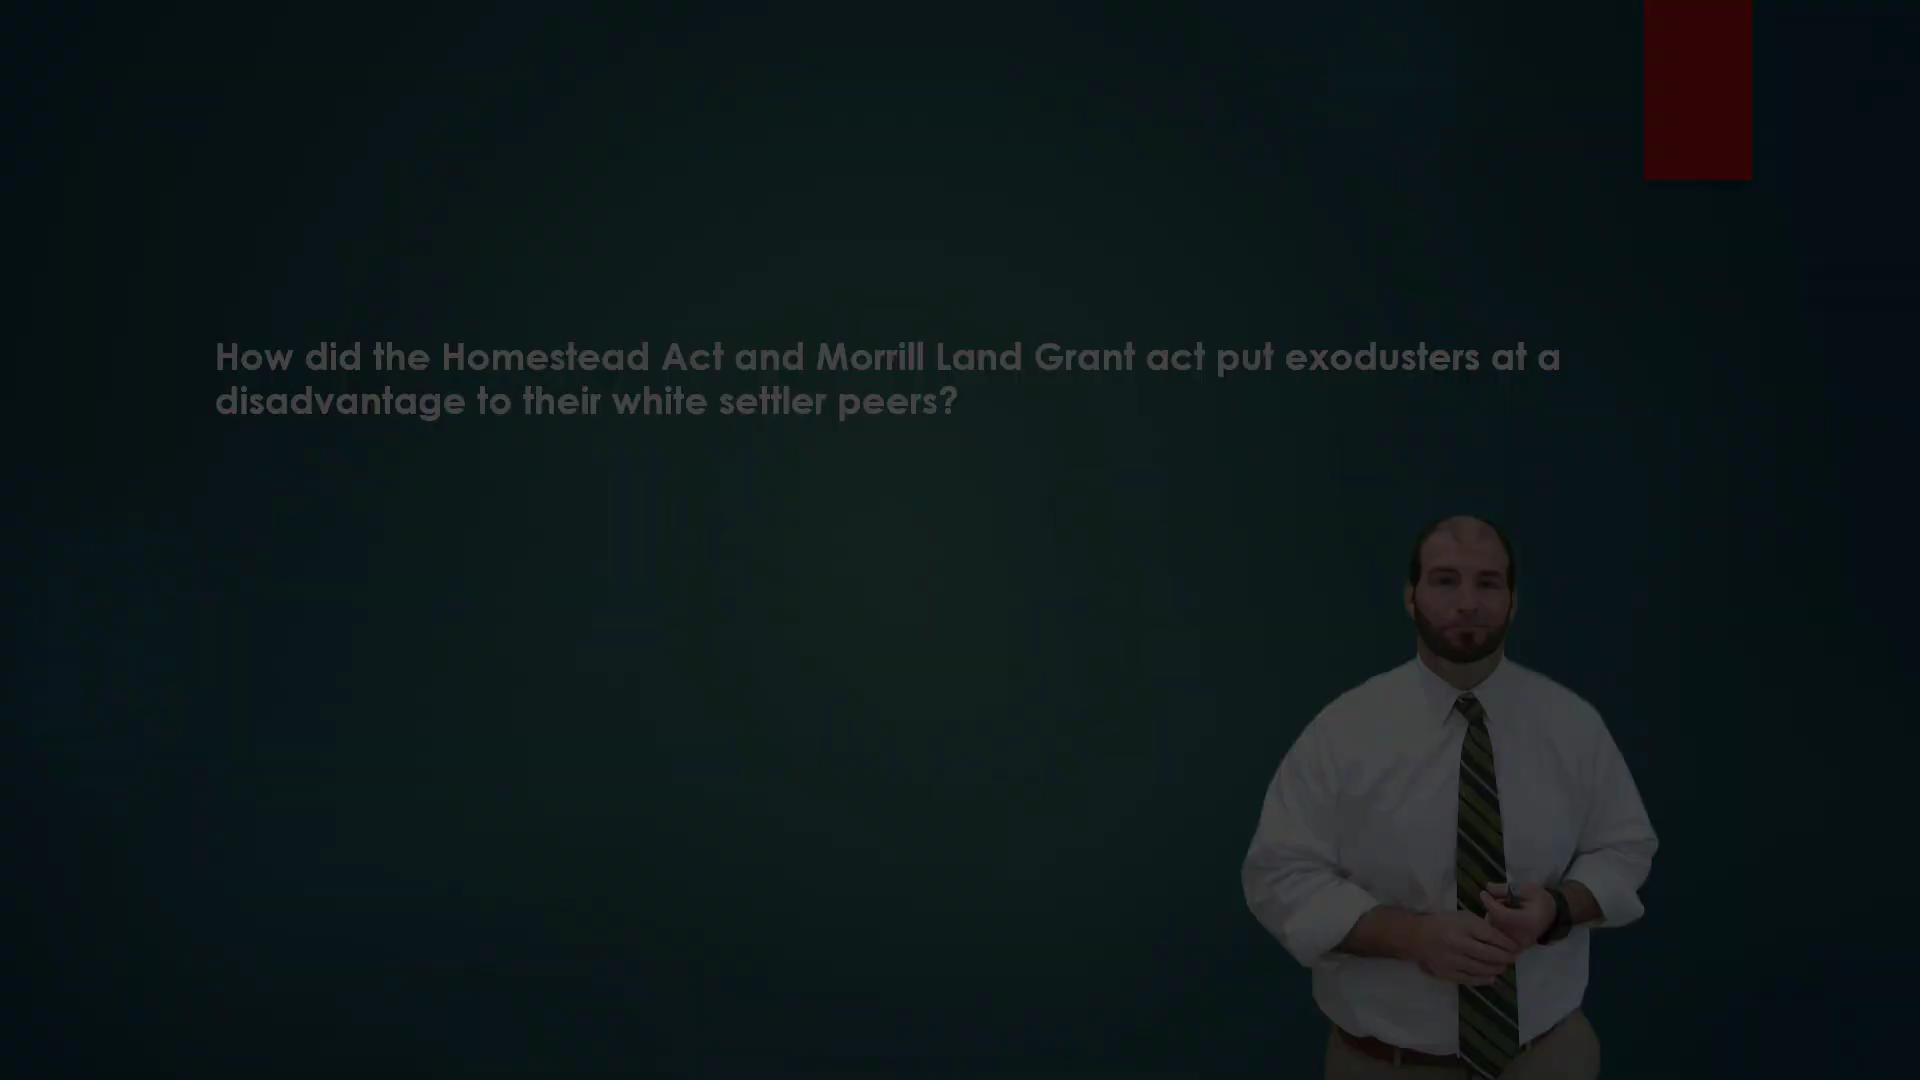 How did the Homestead Act and Morrill Land Grant act put exodusters at a
disadvantage to their white settler peers?